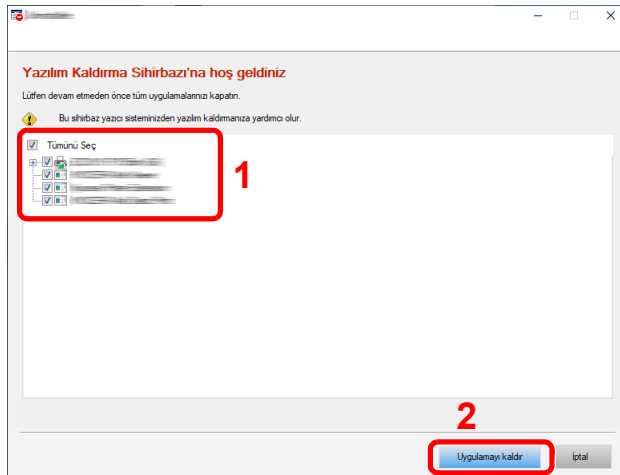 Yazılım Kaldırma Sihirbazı'na hoş geldiniz
Lütfen devam etmeden önce tüm uygulamalarınızı kapatın.
Bu sihirbaz yazıcı sisteminizden yazılım kaldırmanıza yardımcı olur.
Tümünü Seç
1
2
Uygulamayı kaldır
İptal